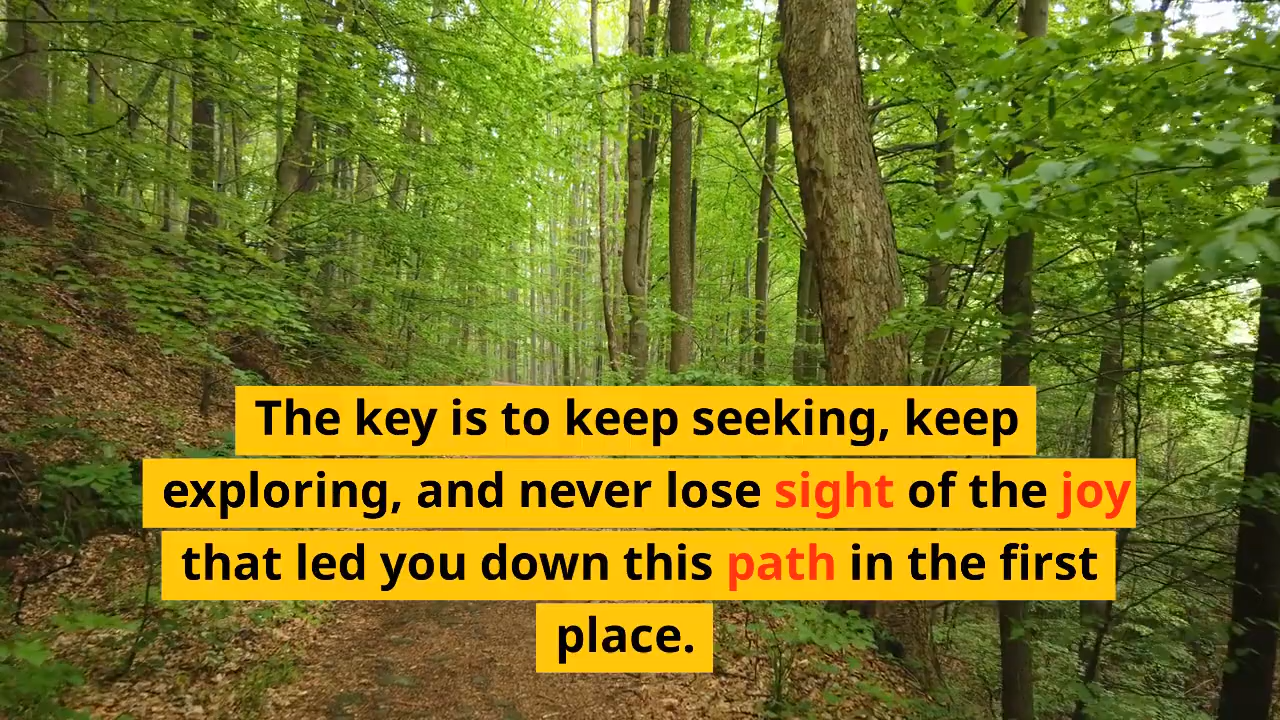 The key is to keep seeking, keep
exploring, and never lose sight of the joy
that led you down this path in the first
place.